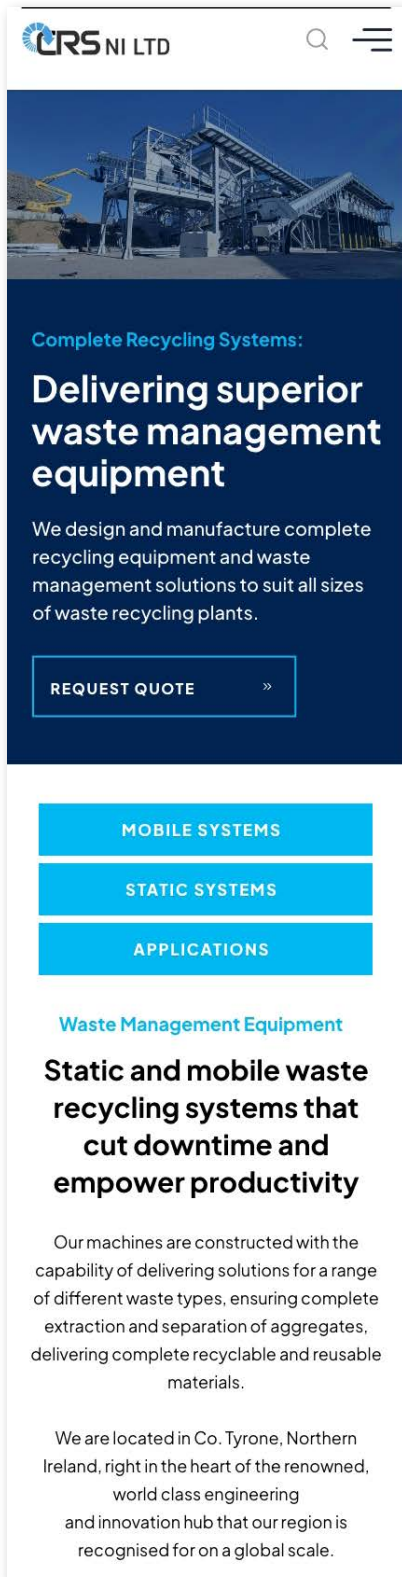 CRS NI LTD
Complete Recycling Systems:
Delivering superior
waste management
equipment
We design and manufacture complete
recycling equipment and waste
management solutions to suit all sizes
of waste recycling plants.
REQUEST QUOTE »
MOBILE SYSTEMS
STATIC SYSTEMS
APPLICATIONS
Waste Management Equipment
Static and mobile waste
recycling systems that
cut downtime and
empower productivity
Our machines are constructed with the
capability of delivering solutions for a range
of different waste types, ensuring complete
extraction and separation of aggregates,
delivering complete recyclable and reusable
materials.
We are located in Co. Tyrone, Northern
Ireland, right in the heart of the renowned,
world class engineering
and innovation hub that our region is
recognised for on a global scale.